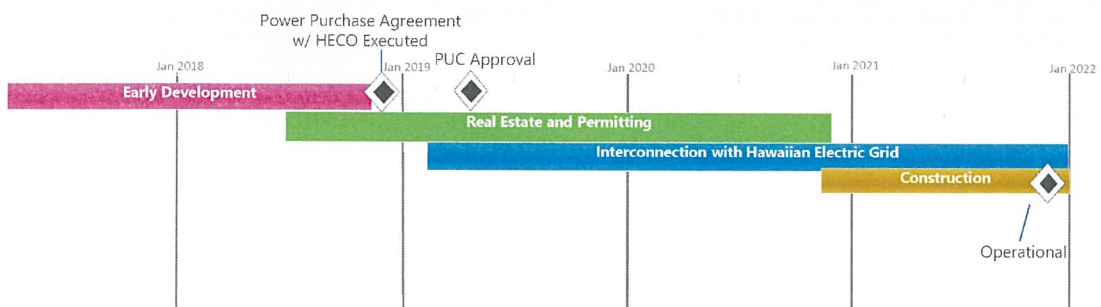 Power Purchase Agreement
w/ HECO Executed
PUC Approval
Jan 2018
Jan 2019
Jan 2020
Jan 2021
Jan 2022
Early Development
Real Estate and Permitting
Interconnection with Hawaiian Electric Grid
Construction
Operational